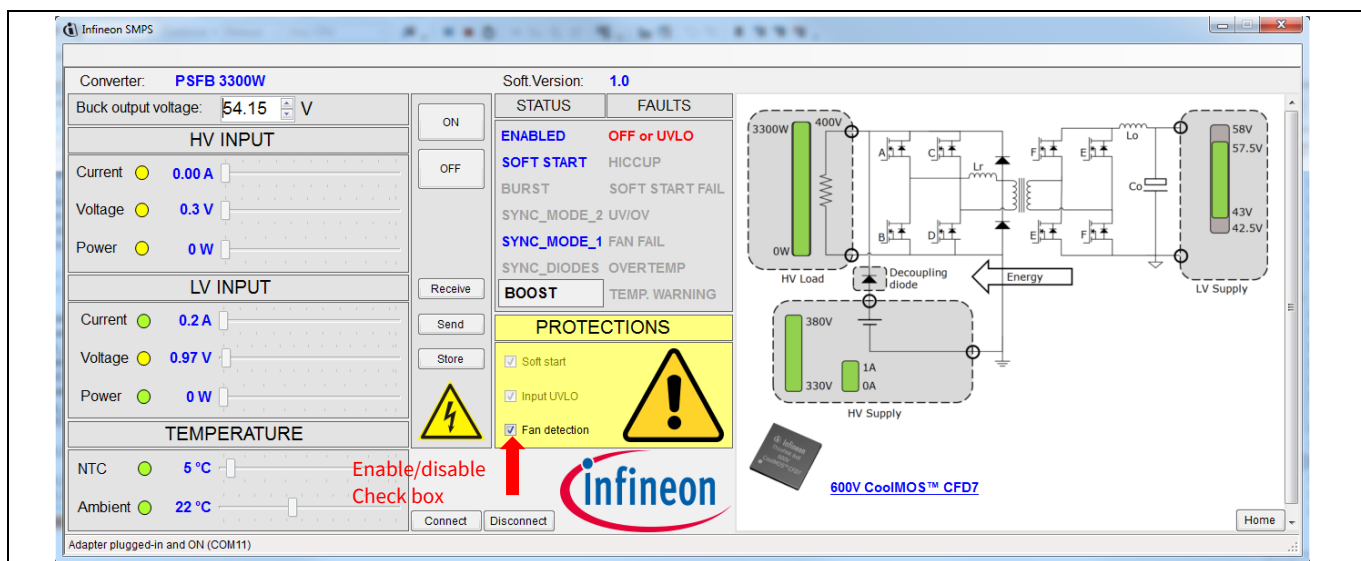 Infineon SMPS
Converter: PSFB 3300W Soft.Version: 1.0
Buck output voltage: 54.15 V
HV INPUT
Current 0.00 A
Voltage 0.3 V
Power 0 W
LV INPUT
Current 0.2 A
Voltage 0.97 V
Power 0 W
TEMPERATURE
NTC 5 °C
Ambient 22 °C
ON
OFF
Receive
Send
Store
Connect Disconnect
STATUS FAULTS
ENABLED OFF or UVLO
SOFT START HICCUP
BURST SOFT START FAIL
SYNC_MODE_2 UV/OV
SYNC_MODE_1 FAN FAIL
SYNC_DIODES OVERTEMP
BOOST TEMP. WARNING
PROTECTIONS
Soft start
Input UVLO
Fan detection
Enable/disable
Check box
infineon
3300W 400V
0W
HV Load
A C
B D
Lr
F E
E F
Lo
Co
58V
57.5V
43V
42.5V
LV Supply
Decoupling
diode
Energy
380V
330V
1A
0A
HV Supply
600V CoolMOS™ CFD7
Home
Adapter plugged-in and ON (COM11)